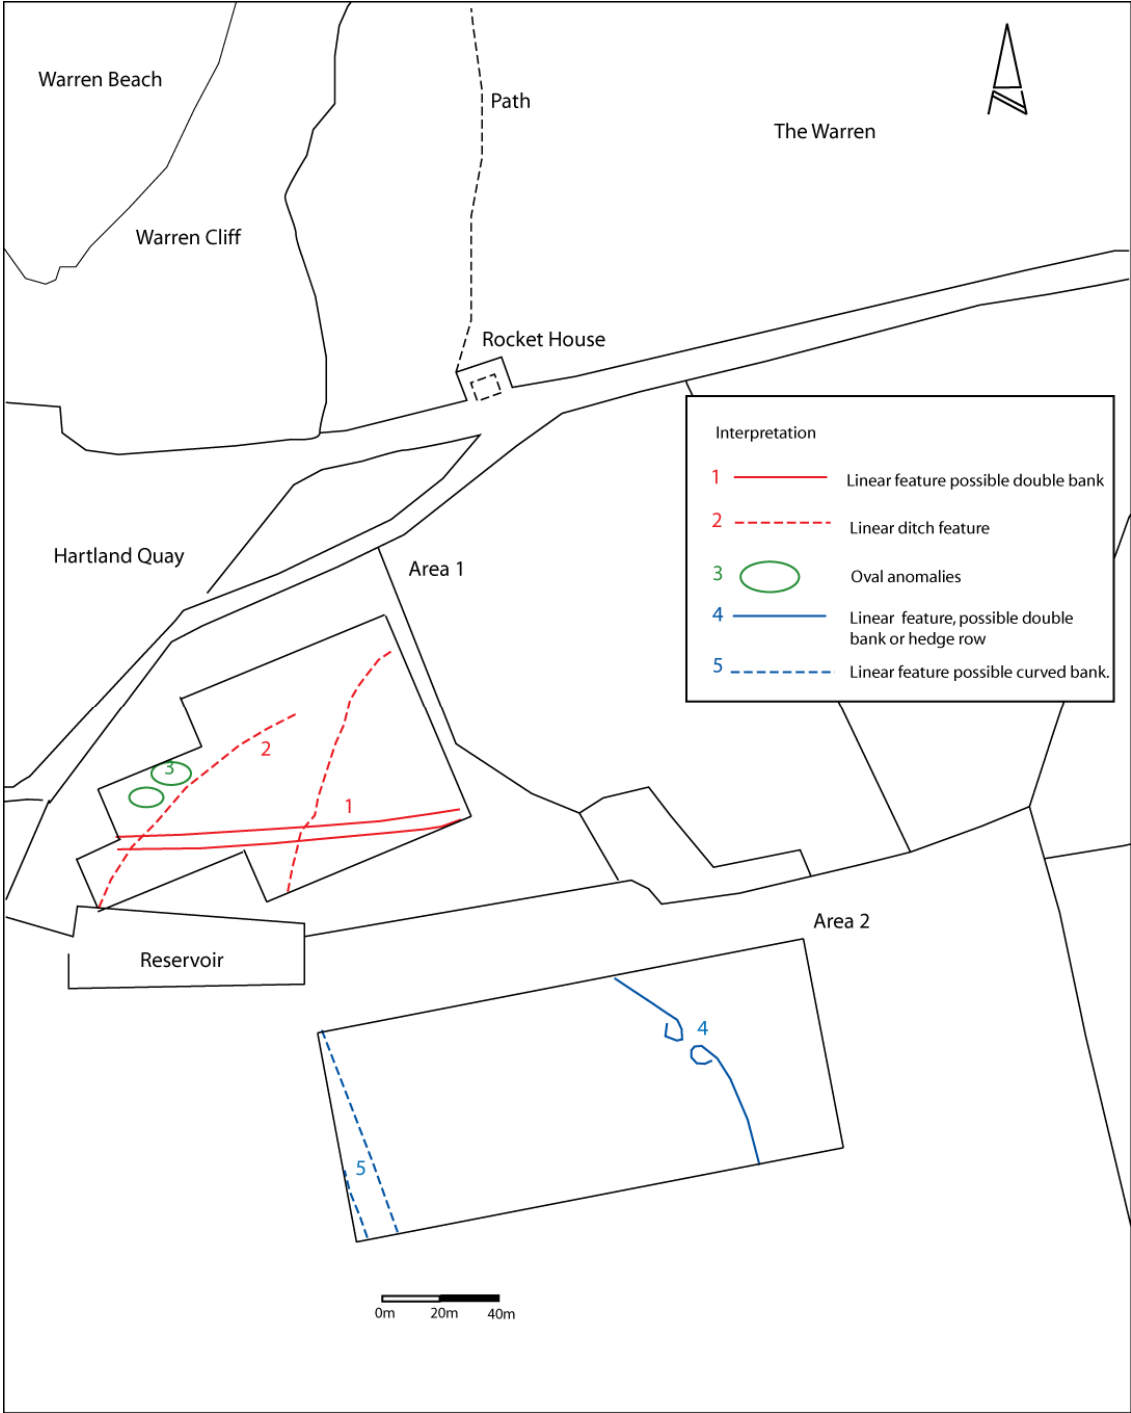 Warren Beach
Path
The Warren
Warren Cliff
Rocket House
Interpretation
1 Linear feature possible double bank
2 Linear ditch feature
3 Oval anomalies
4 Linear feature, possible double
bank or hedge row
5 Linear feature possible curved bank.
Hartland Quay
Area 1
2
3
1
Area 2
Reservoir
4
5
0m 20m 40m